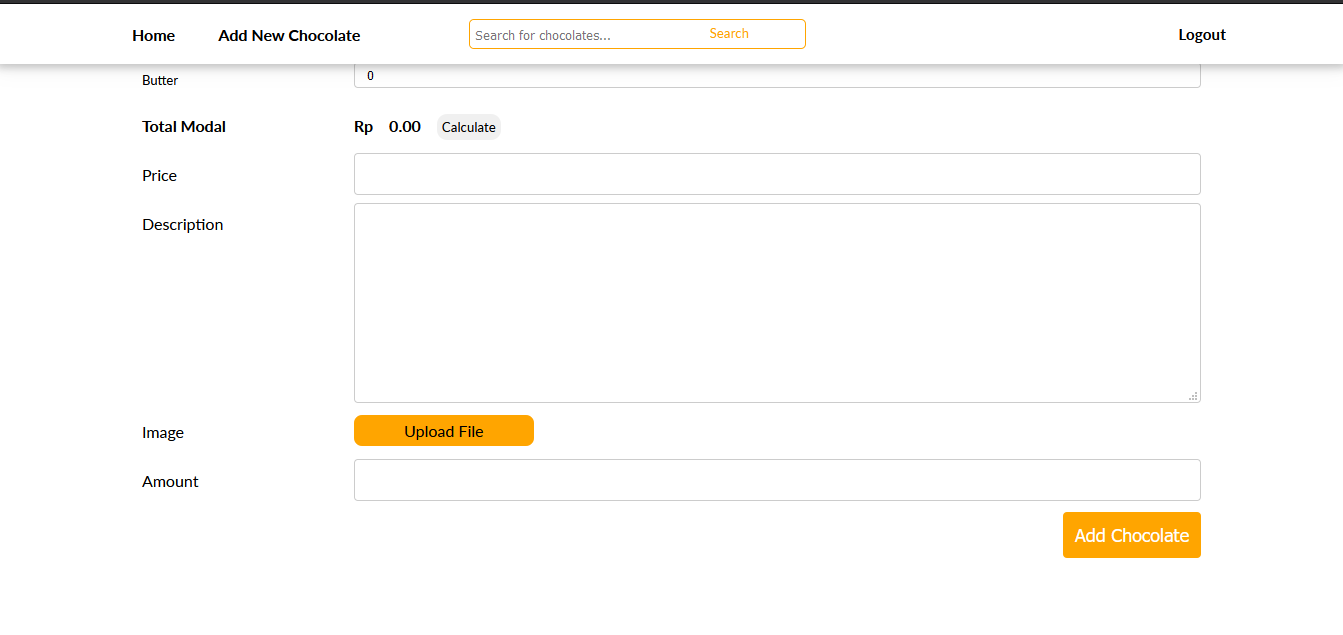 Home Add New Chocolate Search for chocolates... Search Logout
Butter 0
Total Modal Rp 0.00 Calculate
Price
Description
Image Upload File
Amount
Add Chocolate